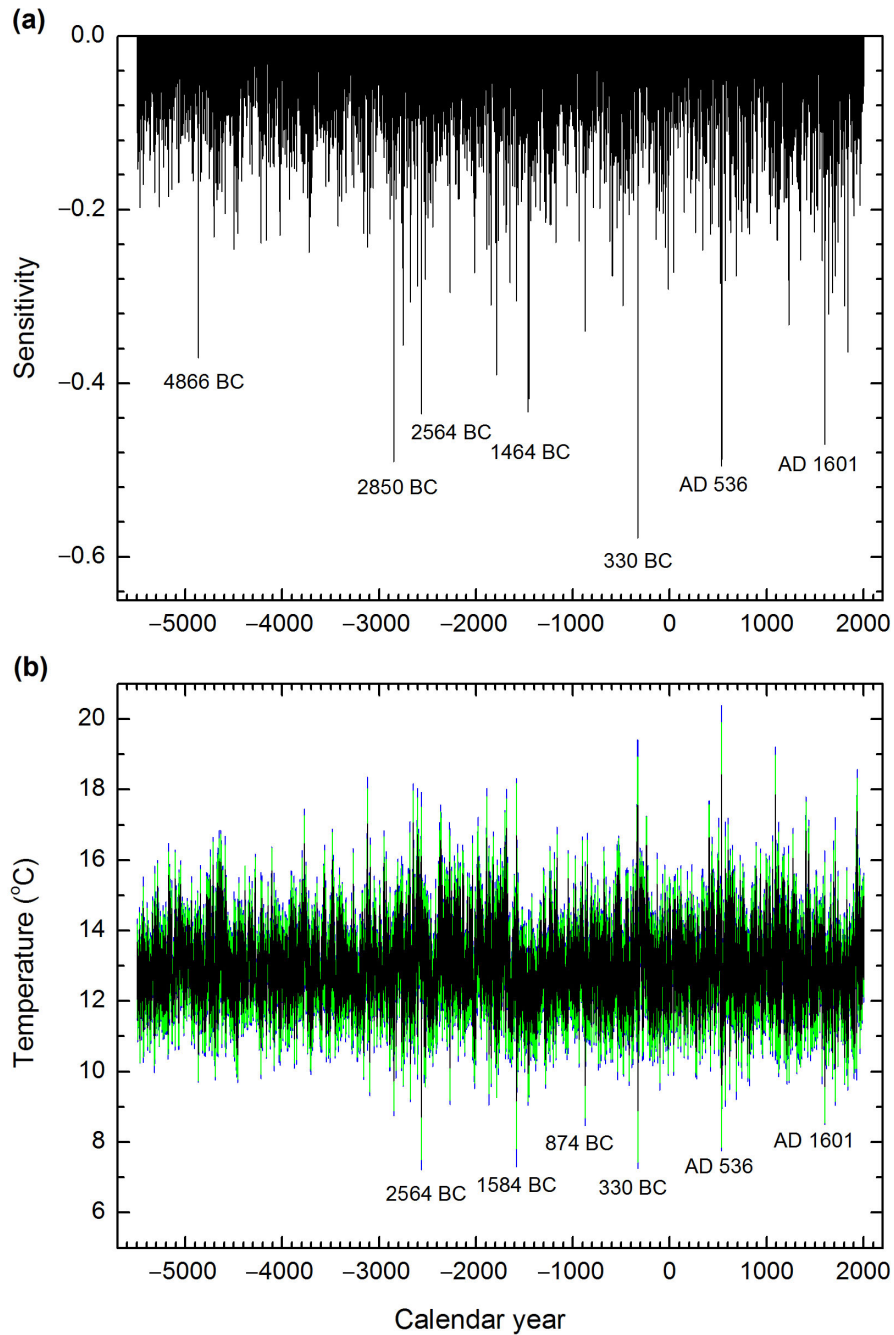 (a)
0.0
−0.2
−0.4
−0.6
Sensitivity
4866 BC
2850 BC
2564 BC
1464 BC
330 BC
AD 536
AD 1601
−5000 −4000 −3000 −2000 −1000 0 1000 2000
(b)
20
18
16
14
12
10
8
6
Temperature (°C)
2564 BC
1584 BC
874 BC
330 BC
AD 536
AD 1601
−5000 −4000 −3000 −2000 −1000 0 1000 2000
Calendar year